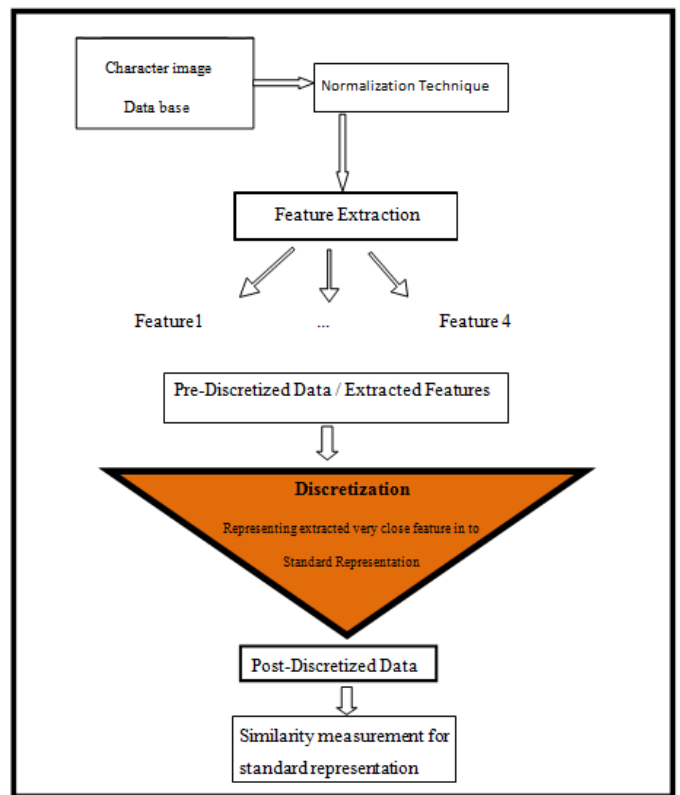 Character image
Data base
Normalization Technique
Feature Extraction
Feature1
...
Feature 4
Pre-Discretized Data / Extracted Features
Discretization
Representing extracted very close feature in to
Standard Representation
Post-Discretized Data
Similarity measurement for
standard representation